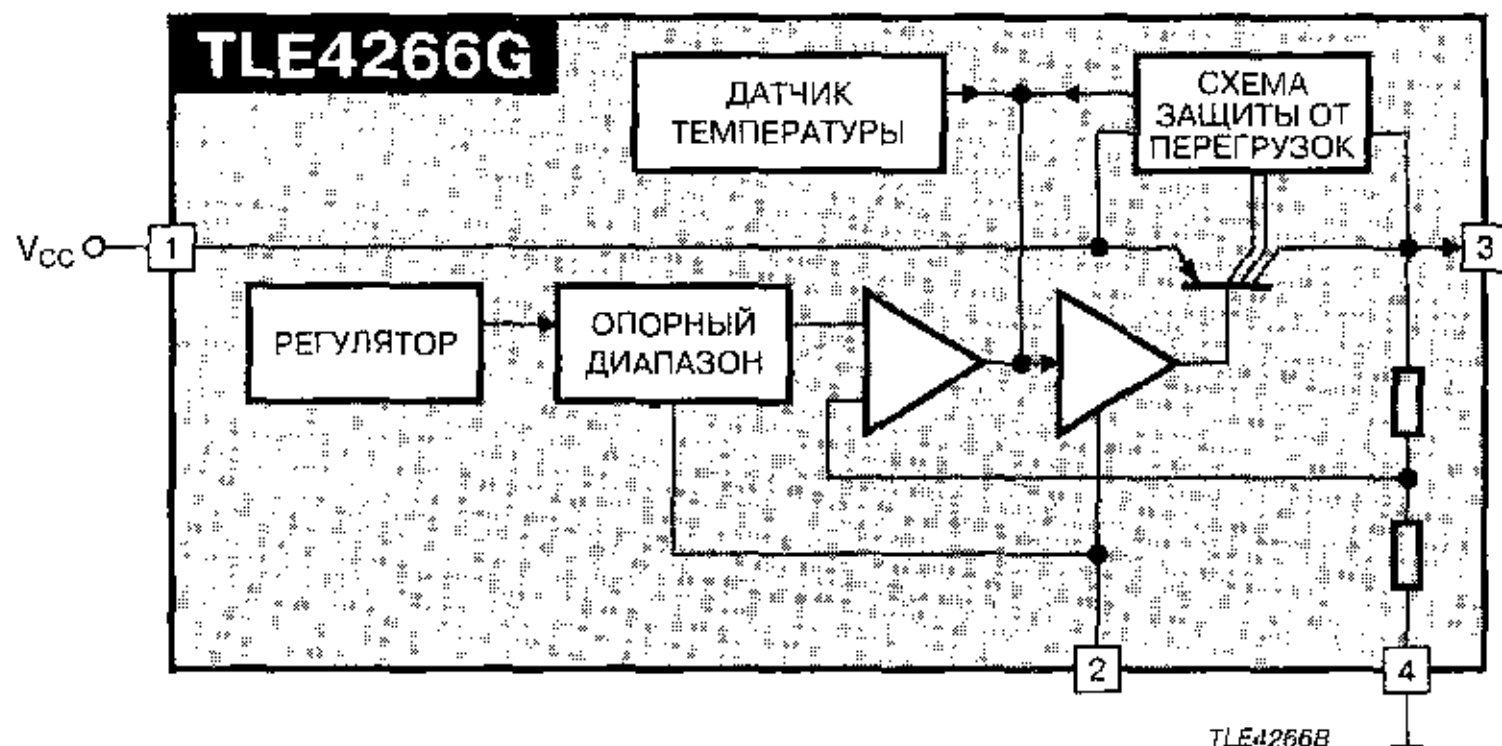 TLE4266G
ДАТЧИК
ТЕМПЕРАТУРЫ
СХЕМА
ЗАЩИТЫ ОТ
ПЕРЕГРУЗОК
VCC
1
3
РЕГУЛЯТОР
ОПОРНЫЙ
ДИАПАЗОН
2
4
TLE4266B